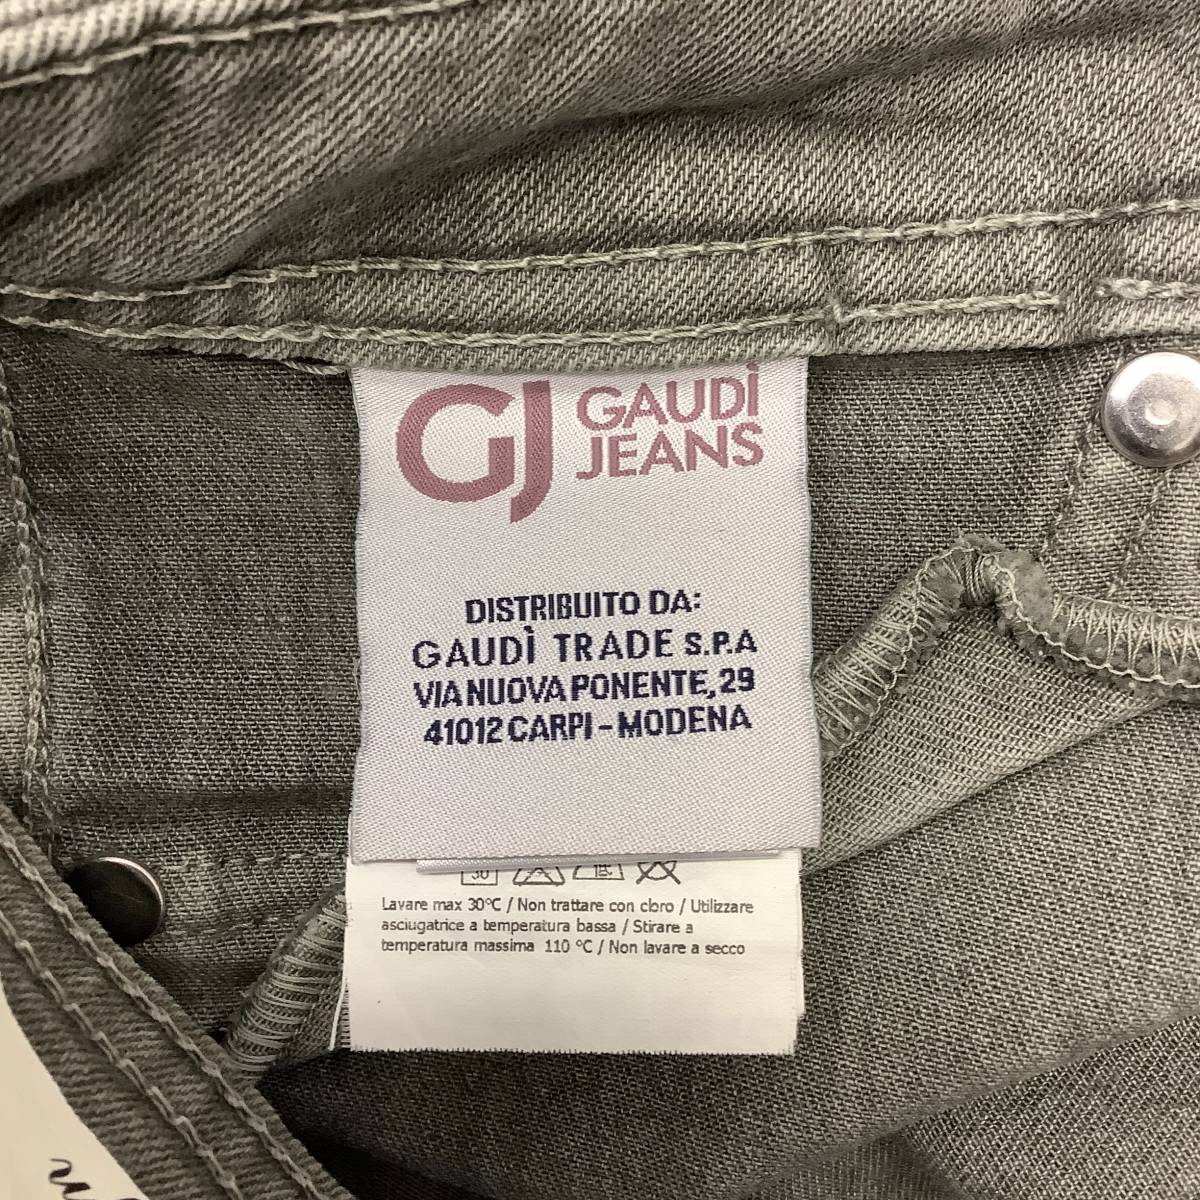 GJ GAUDÌ
JEANS
DISTRIBUITO DA:
GAUDÌ TRADE S.P.A
VIA NUOVA PONENTE, 29
41012 CARPI - MODENA
30
Lavare max 30°C / Non trattare con cloro / Utilizzare
asciugatrice a temperatura bassa / Stirare a
temperatura massima 110 °C / Non lavare a secco